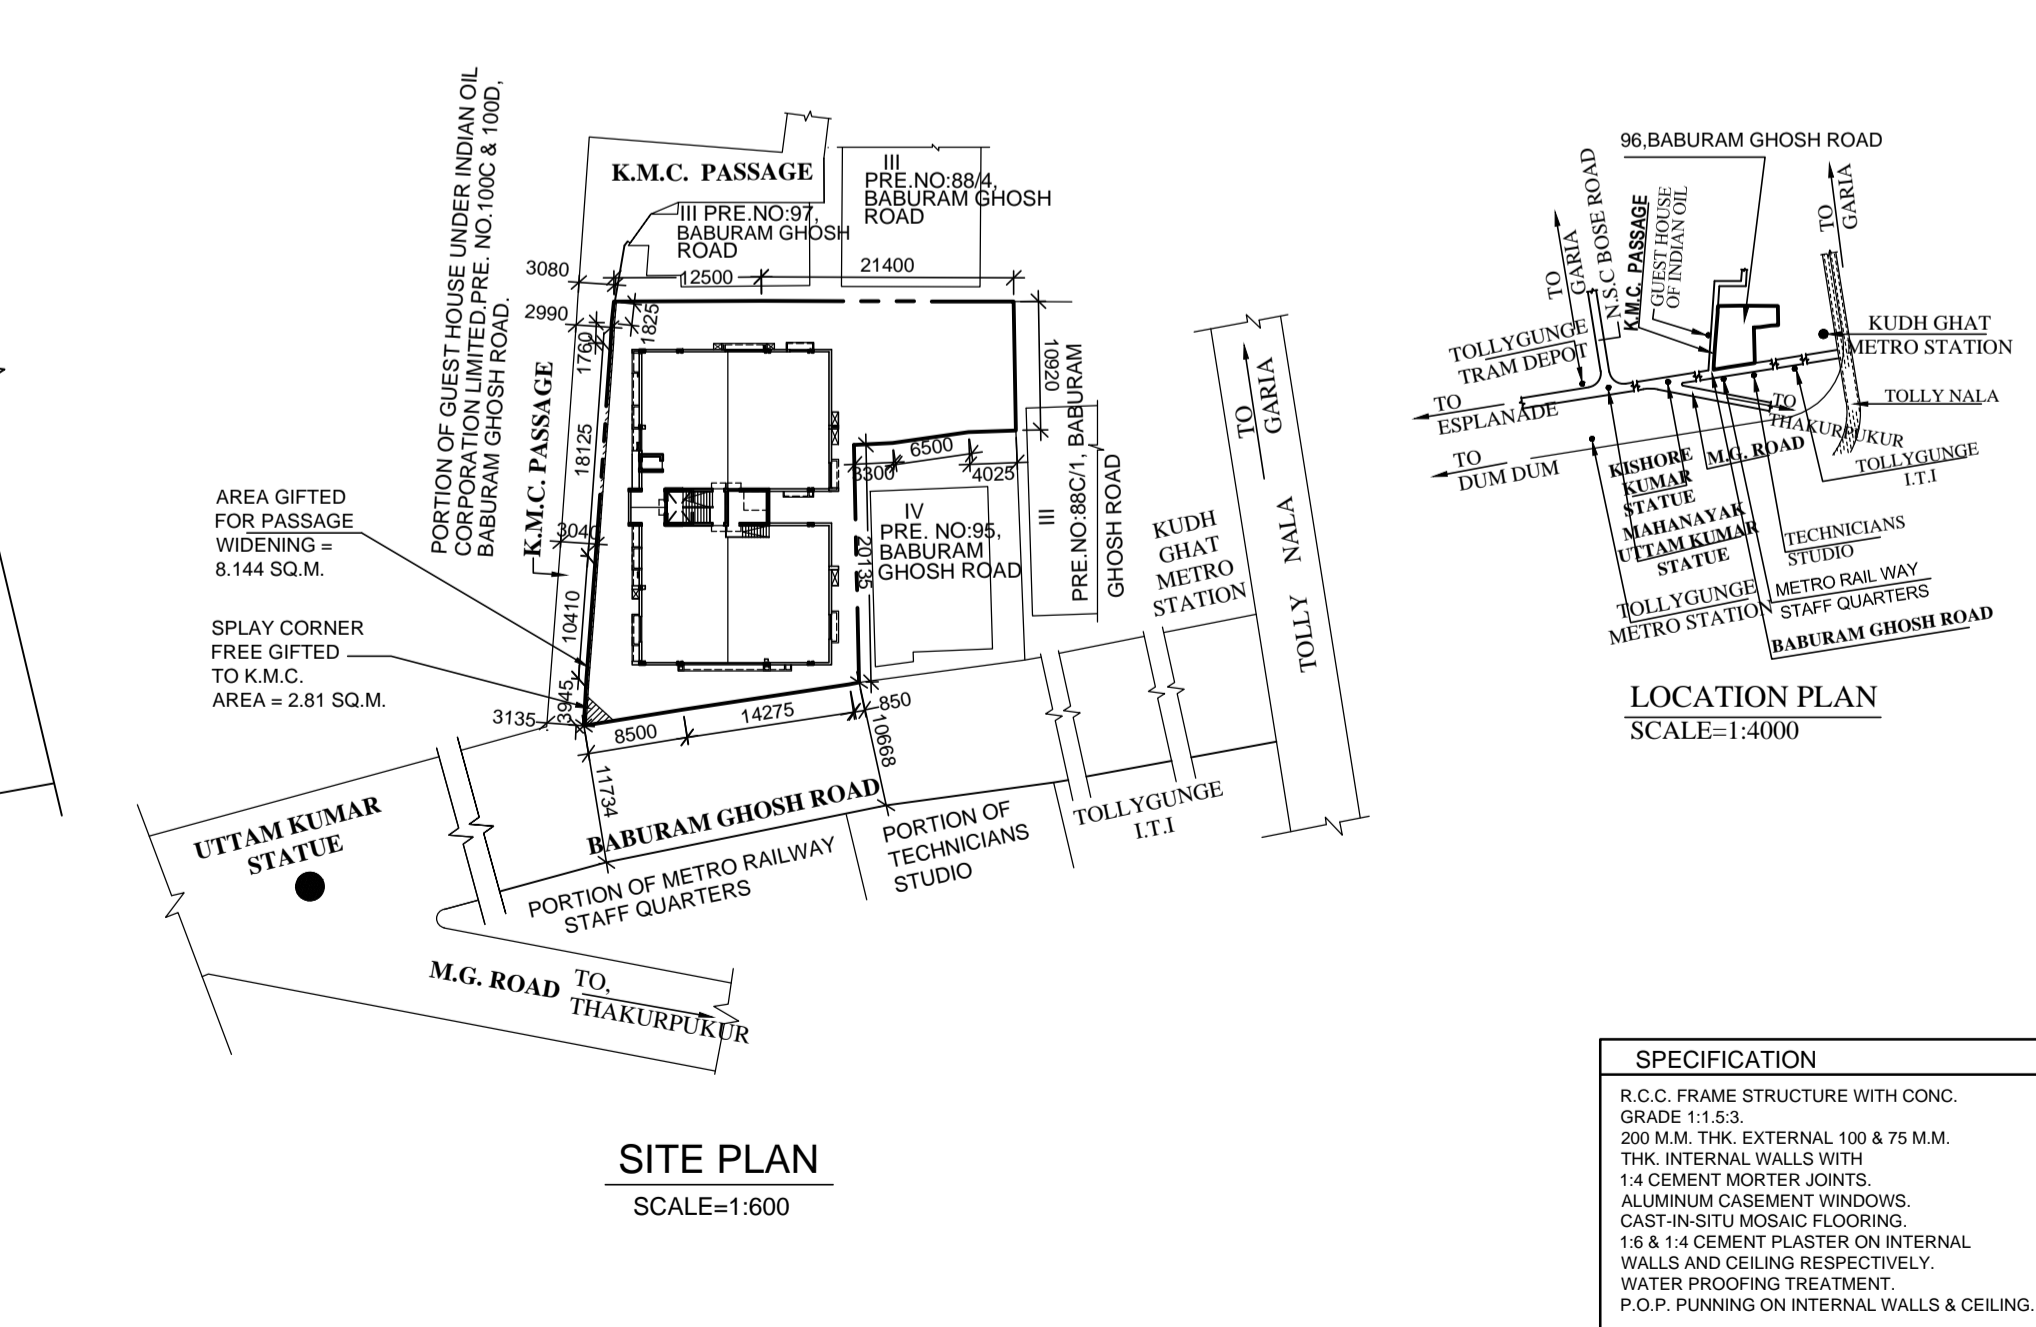 PORTION OF GUEST HOUSE UNDER INDIAN OIL
CORPORATION LIMITED.PRE. NO.100C & 100D,
BABURAM GHOSH ROAD.
K.M.C. PASSAGE
III
PRE.NO:88/4,
BABURAM GHOSH
ROAD
III PRE.NO:97,
BABURAM GHOSH
ROAD
3080
12500
21400
2990
1825
1760
10920
K.M.C. PASSAGE
18125
6500
3300
4025
3040
20135
10410
3945
3135
8500
14275
850
10668
11734
IV
PRE. NO:95,
BABURAM
GHOSH ROAD
III
PRE.NO:88C/1, BABURAM
GHOSH ROAD
AREA GIFTED
FOR PASSAGE
WIDENING =
8.144 SQ.M.
SPLAY CORNER
FREE GIFTED
TO K.M.C.
AREA = 2.81 SQ.M.
TO
GARIA
TOLLY NALA
KUDH
GHAT
METRO
STATION
UTTAM KUMAR
STATUE
BABURAM GHOSH ROAD
PORTION OF METRO RAILWAY
STAFF QUARTERS
PORTION OF
TECHNICIANS
STUDIO
TOLLYGUNGE
I.T.I
M.G. ROAD
TO,
THAKURPUKUR
SITE PLAN
SCALE=1:600
96,BABURAM GHOSH ROAD
TO
GARIA
N.S.C BOSE ROAD
K.M.C. PASSAGE
GUEST HOUSE
OF INDIAN OIL
TO
GARIA
TOLLYGUNGE
TRAM DEPOT
KUDH GHAT
METRO STATION
TOLLY NALA
TO
ESPLANADE
TO
THAKURPUKUR
TO
DUM DUM
M.G. ROAD
KISHORE
KUMAR
STATUE
MAHANAYAK
UTTAM KUMAR
STATUE
TOLLYGUNGE
I.T.I
TECHNICIANS
STUDIO
TOLLYGUNGE
METRO STATION
METRO RAIL WAY
STAFF QUARTERS
BABURAM GHOSH ROAD
LOCATION PLAN
SCALE=1:4000
SPECIFICATION
R.C.C. FRAME STRUCTURE WITH CONC.
GRADE 1:1.5:3.
200 M.M. THK. EXTERNAL 100 & 75 M.M.
THK. INTERNAL WALLS WITH
1:4 CEMENT MORTER JOINTS.
ALUMINUM CASEMENT WINDOWS.
CAST-IN-SITU MOSAIC FLOORING.
1:6 & 1:4 CEMENT PLASTER ON INTERNAL
WALLS AND CEILING RESPECTIVELY.
WATER PROOFING TREATMENT.
P.O.P. PUNNING ON INTERNAL WALLS & CEILING.